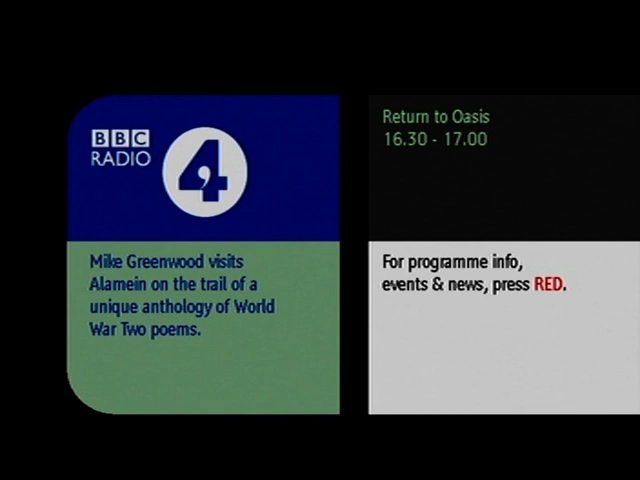 BBC
RADIO
4
Mike Greenwood visits
Alamein on the trail of a
unique anthology of World
War Two poems.
Return to Oasis
16.30 - 17.00
For programme info,
events & news, press RED.